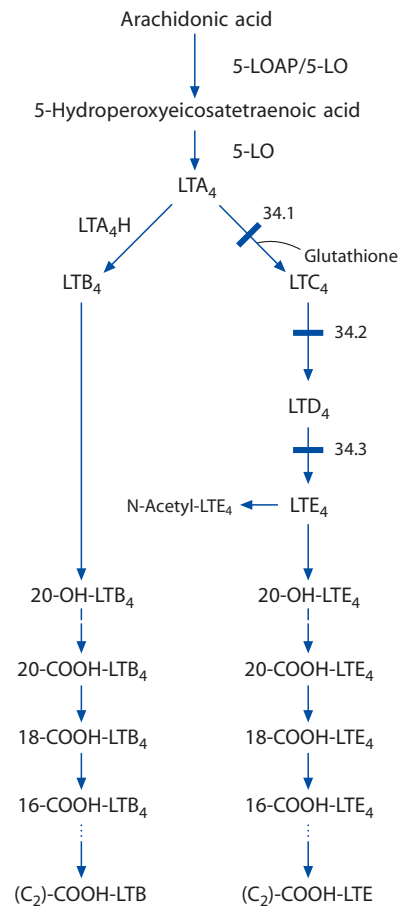 Arachidonic acid
5-LOAP/5-LO
5-Hydroperoxyeicosatetraenoic acid
5-LO
LTA₄
LTA₄H
34.1
Glutathione
LTB₄
LTC₄
34.2
LTD₄
34.3
N-Acetyl-LTE₄
LTE₄
20-OH-LTB₄
20-OH-LTE₄
20-COOH-LTB₄
20-COOH-LTE₄
18-COOH-LTB₄
18-COOH-LTE₄
16-COOH-LTB₄
16-COOH-LTE₄
(C₂)-COOH-LTB
(C₂)-COOH-LTE